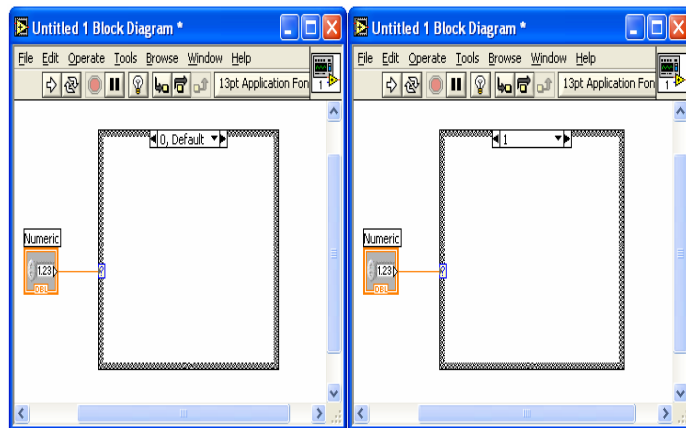 Untitled 1 Block Diagram *
File Edit Operate Tools Browse Window Help
13pt Application Fon
1
0, Default
Numeric
1.23
DBL
?
Untitled 1 Block Diagram *
File Edit Operate Tools Browse Window Help
13pt Application Fon
1
1
Numeric
1.23
DBL
?